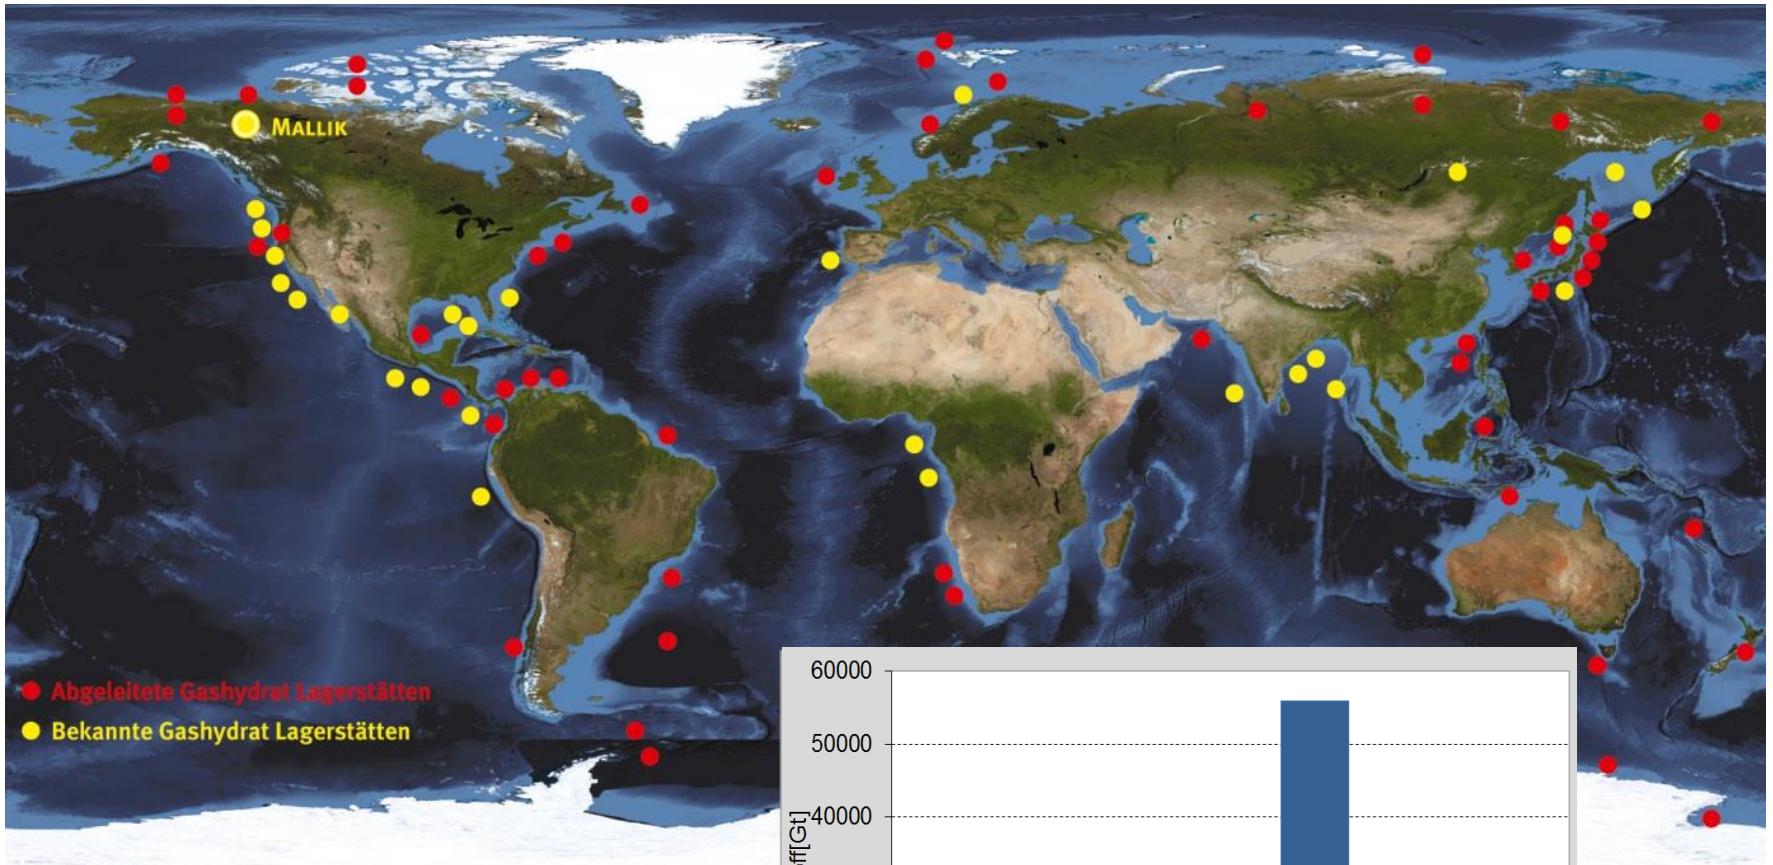 MALLIK
Abgeleitete Gashydrat Lagerstätten
Bekannte Gashydrat Lagerstätten
60000
50000
40000
ff[Gt]